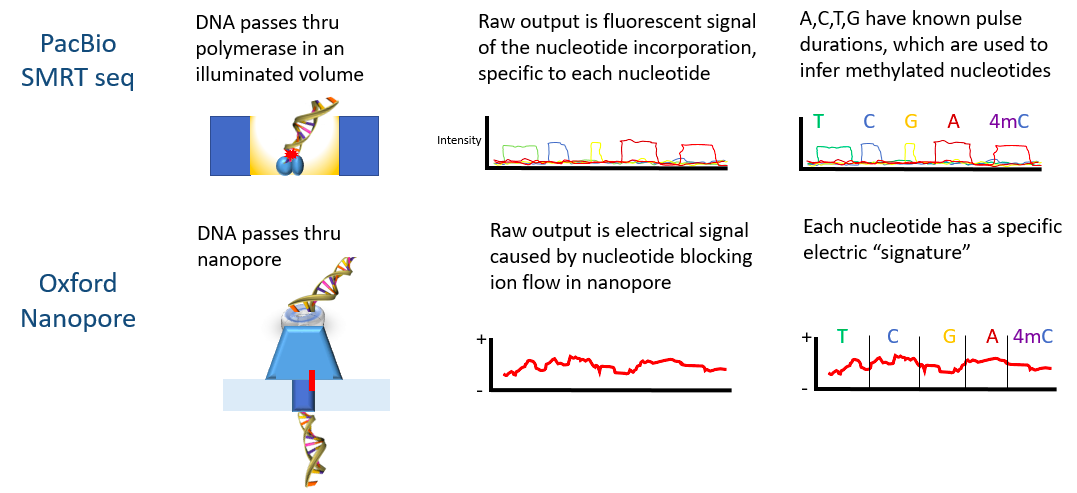 PacBio
SMRT seq
DNA passes thru
polymerase in an
illuminated volume
Raw output is fluorescent signal
of the nucleotide incorporation,
specific to each nucleotide
A,C,T,G have known pulse
durations, which are used to
infer methylated nucleotides
Intensity
T C G A 4mC
Oxford
Nanopore
DNA passes thru
nanopore
Raw output is electrical signal
caused by nucleotide blocking
ion flow in nanopore
Each nucleotide has a specific
electric “signature”
+
-
+
T C G A 4mC
-